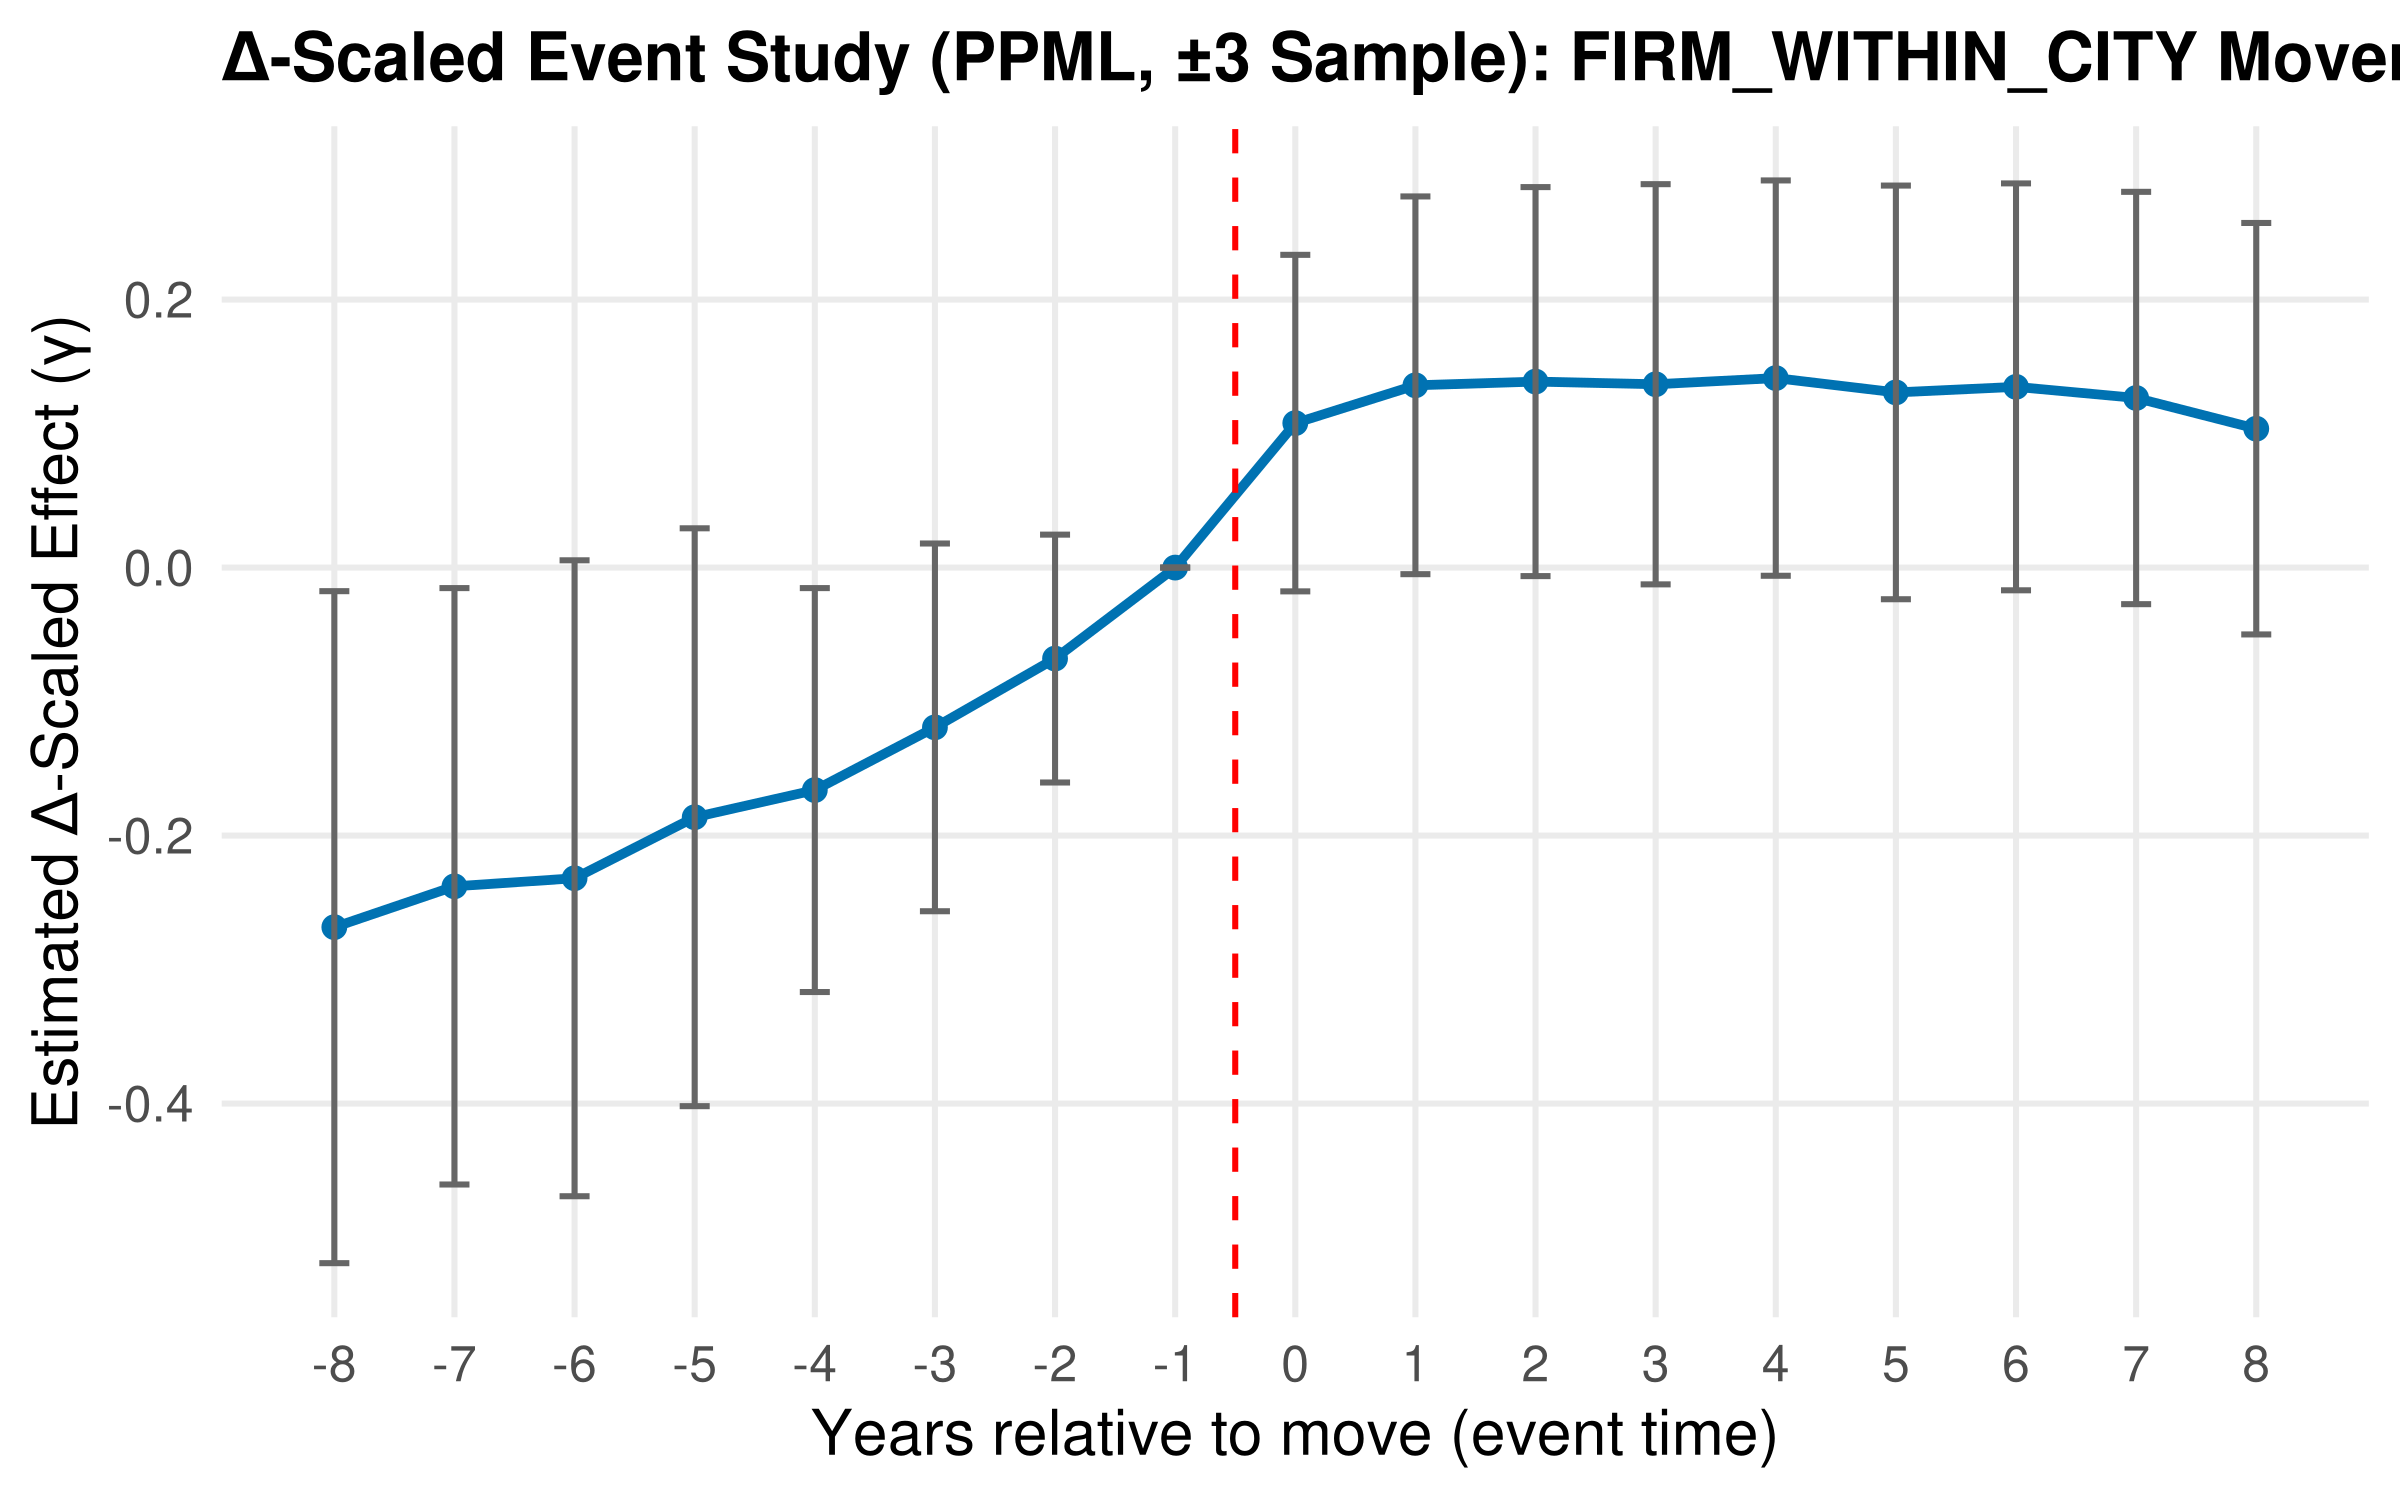 Δ-Scaled Event Study (PPML, ±3 Sample): FIRM_WITHIN_CITY
Estimated Δ-Scaled Effect (γ)
0.2
0.0
-0.2
-0.4
-8 -7 -6 -5 -4 -3 -2 -1 0 1 2 3 4 5 6 7 8
Years relative to move (event time)